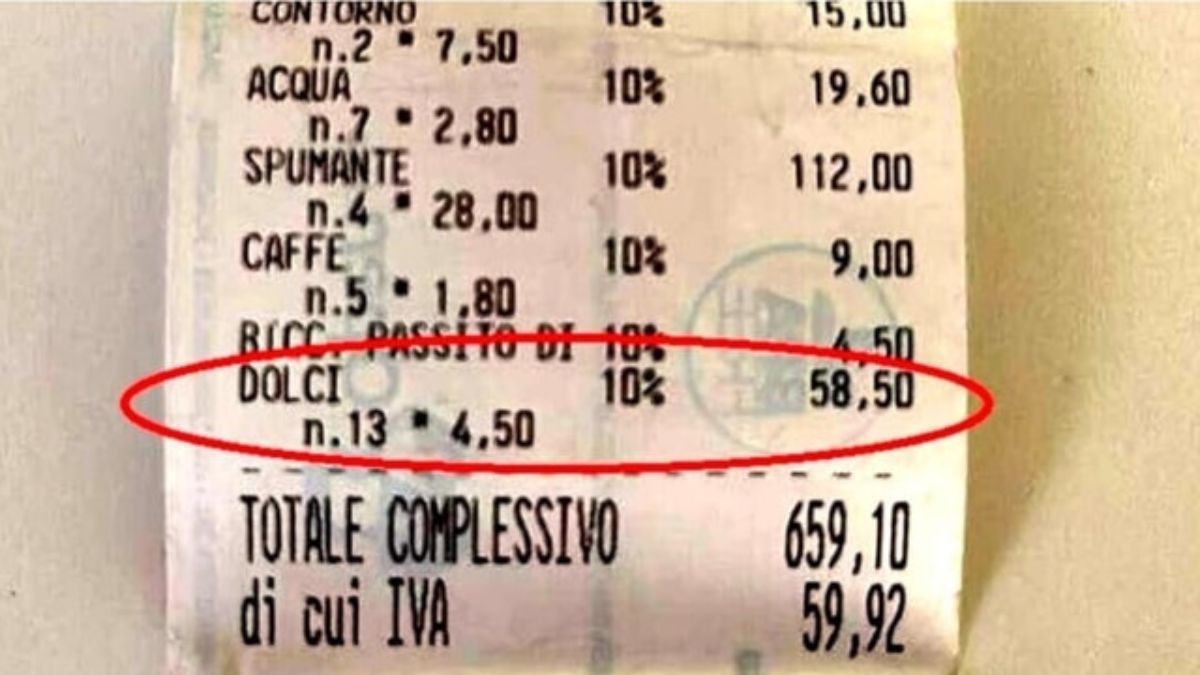 CONTORNO 10% 15,00
n.2 * 7,50
ACQUA 10% 19,60
n.7 * 2,80
SPUMANTE 10% 112,00
n.4 * 28,00
CAFFE 10% 9,00
n.5 * 1,80
BICC. PASSITO DI 10% 4,50
DOLCI 10% 58,50
n.13 * 4,50
TOTALE COMPLESSIVO 659,10
di cui IVA 59,92